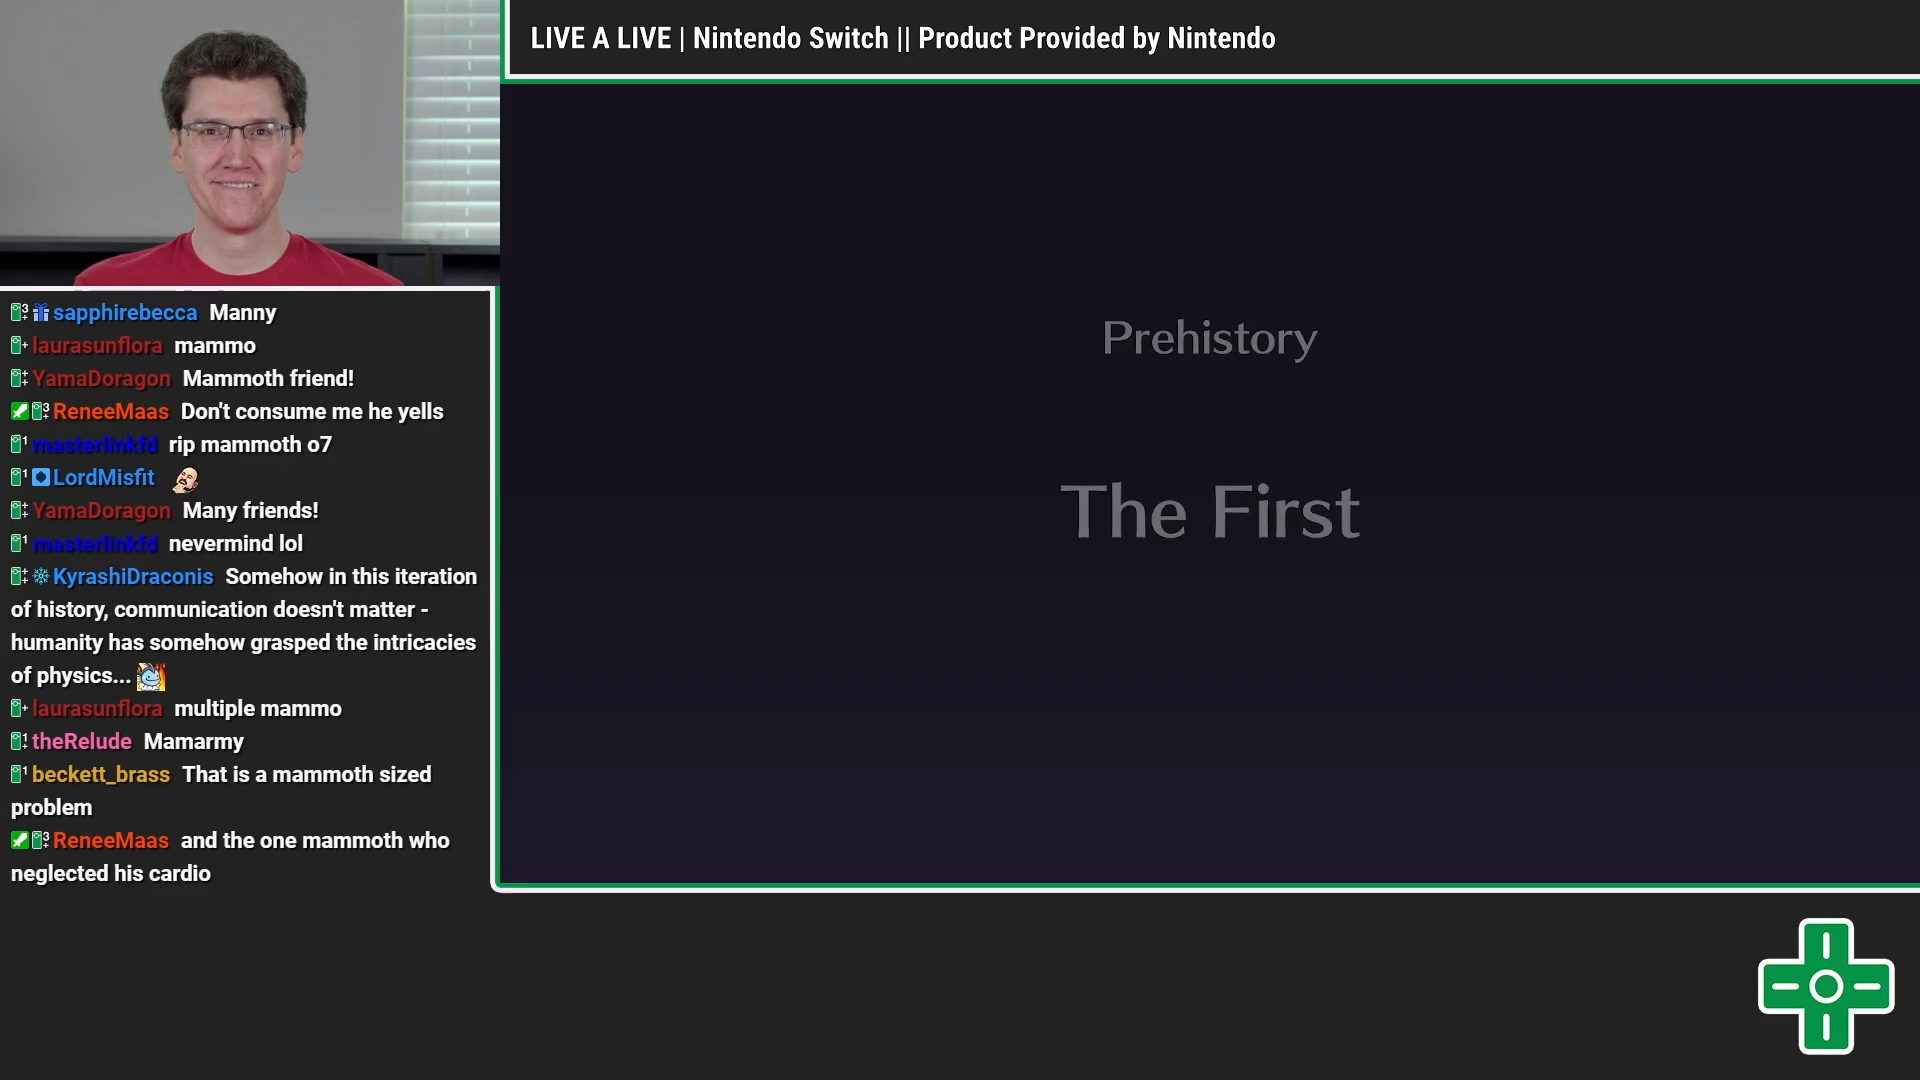 LIVE A LIVE | Nintendo Switch || Product Provided by Nintendo
Prehistory
The First
sapphirebecca Manny
laurasunflora mammo
YamaDoragon Mammoth friend!
ReneeMaas Don't consume me he yells
masterlinkfd rip mammoth o7
LordMisfit
YamaDoragon Many friends!
masterlinkfd nevermind lol
KyrashiDraconis Somehow in this iteration
of history, communication doesn't matter -
humanity has somehow grasped the intricacies
of physics...
laurasunflora multiple mammo
theRelude Mamarmy
beckett_brass That is a mammoth sized
problem
ReneeMaas and the one mammoth who
neglected his cardio